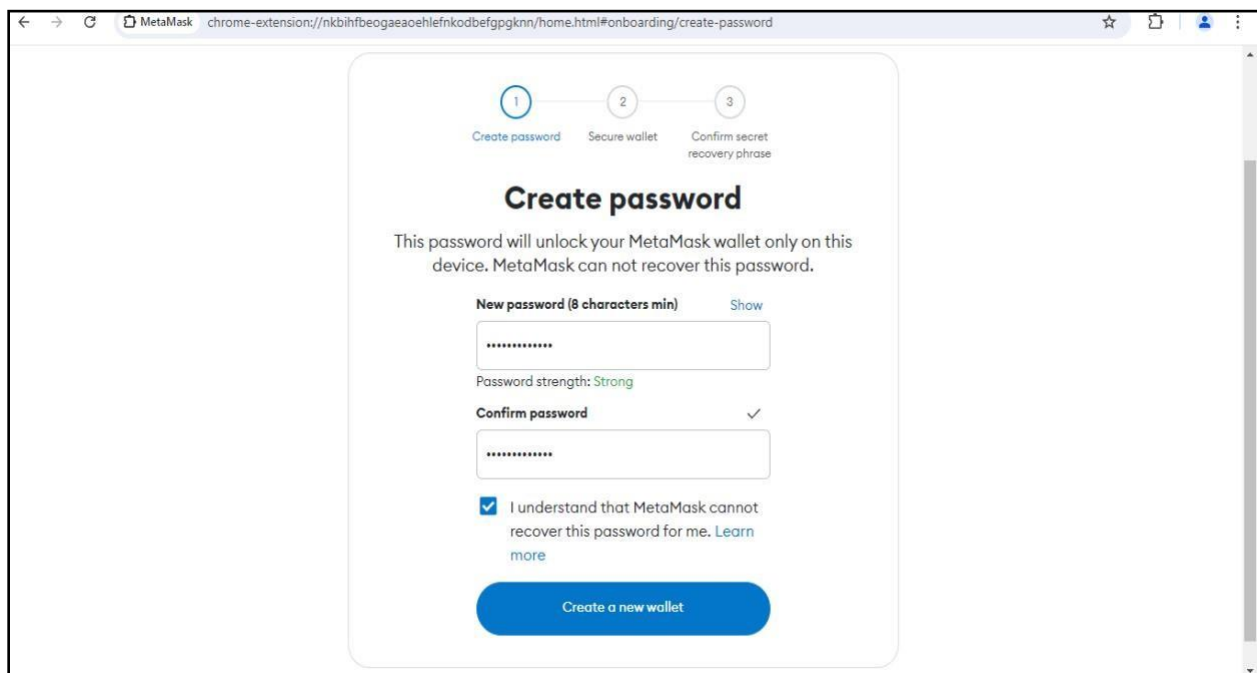 MetaMask chrome-extension://nkbihfbeogaeaoehlefnkodbefgpgknn/home.html#onboarding/create-password
1 2 3
Create password Secure wallet Confirm secret
recovery phrase
Create password
This password will unlock your MetaMask wallet only on this
device. MetaMask can not recover this password.
New password (8 characters min) Show
•••••••••••••
Password strength: Strong
Confirm password
•••••••••••••
I understand that MetaMask cannot
recover this password for me. Learn
more
Create a new wallet